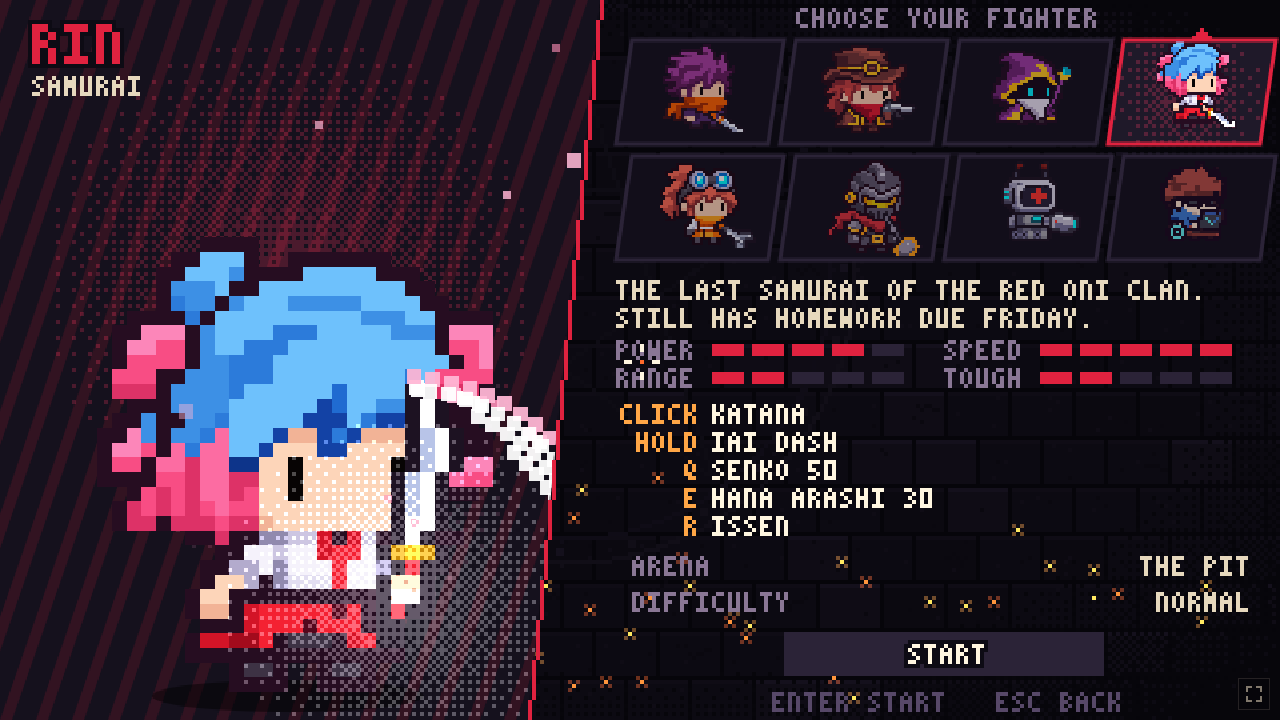 RIN
SAMURAI
CHOOSE YOUR FIGHTER
THE LAST SAMURAI OF THE RED ONI CLAN.
STILL HAS HOMEWORK DUE FRIDAY.
POWER SPEED
RANGE TOUGH
CLICK KATANA
HOLD IAI DASH
Q SENKO 50
E HANA ARASHI 30
R ISSEN
ARENA THE PIT
DIFFICULTY NORMAL
START
ENTER START ESC BACK